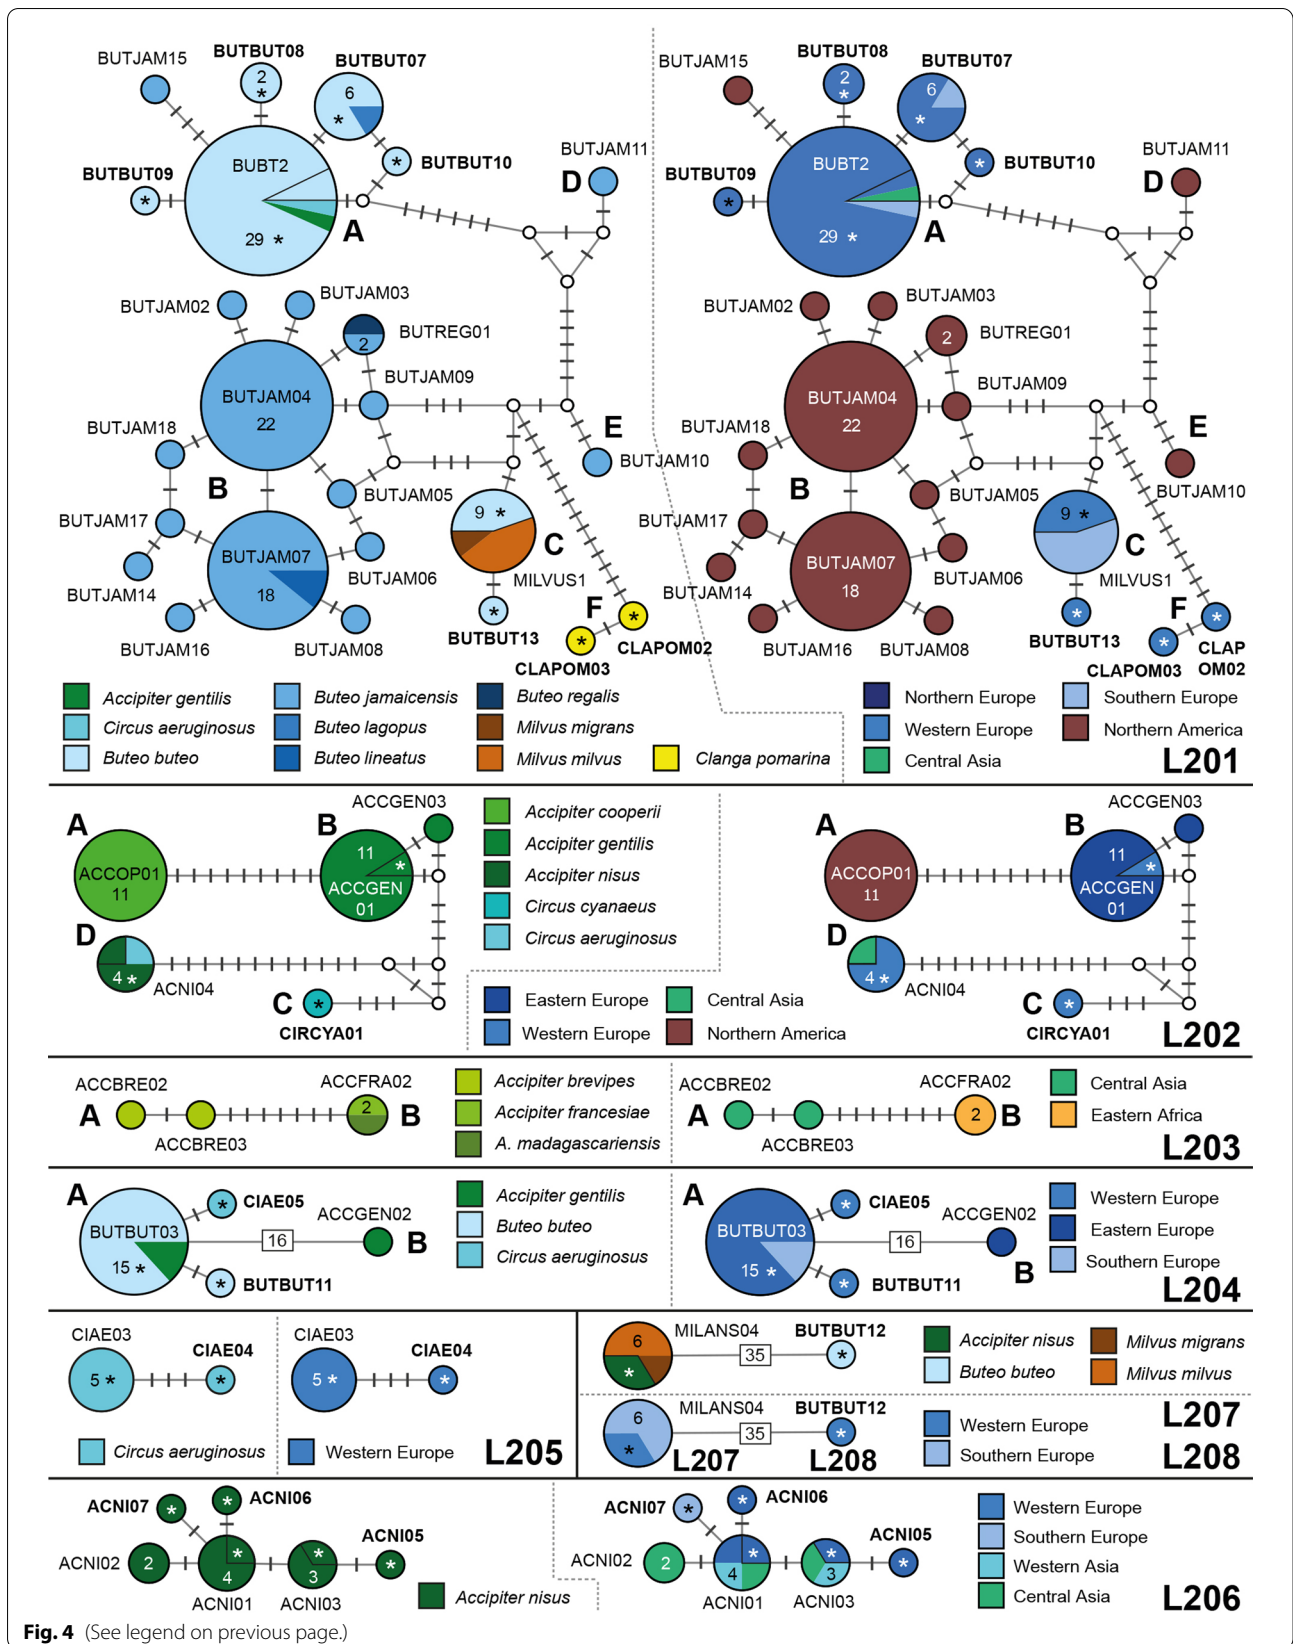 BUTJAM15
BUTBUT08
BUTBUT07
2
*
6
*
BUBT2
BUTBUT09
*
29 *
A
*
BUTBUT10
BUTJAM11
D
BUTJAM02
BUTJAM03
BUTREG01
2
BUTJAM04
22
BUTJAM09
BUTJAM18
B
BUTJAM05
E
BUTJAM10
BUTJAM17
BUTJAM07
18
BUTJAM06
BUTJAM14
BUTJAM16
BUTJAM08
9 *
C
MILVUS1
*
BUTBUT13
F
*
CLAPOM02
*
CLAPOM03
BUTJAM15
BUTBUT08
BUTBUT07
2
*
6
*
BUBT2
BUTBUT09
*
29 *
A
*
BUTBUT10
BUTJAM11
D
BUTJAM02
BUTJAM03
BUTREG01
2
BUTJAM04
22
BUTJAM09
BUTJAM18
B
BUTJAM05
E
BUTJAM10
BUTJAM17
BUTJAM07
18
BUTJAM06
BUTJAM14
BUTJAM16
BUTJAM08
9 *
C
MILVUS1
*
BUTBUT13
F
*
CLAP
OM02
*
CLAPOM03
Accipiter gentilis
Circus aeruginosus
Buteo buteo
Buteo jamaicensis
Buteo lagopus
Buteo lineatus
Buteo regalis
Milvus migrans
Milvus milvus
Clanga pomarina
Northern Europe
Western Europe
Central Asia
Southern Europe
Northern America
L201
A
ACCOP01
11
B
ACCGEN03
11
*
ACCGEN
01
D
4 *
ACNI04
C
*
CIRCYA01
Accipiter cooperii
Accipiter gentilis
Accipiter nisus
Circus cyanaeus
Circus aeruginosus
Eastern Europe
Western Europe
Central Asia
Northern America
A
ACCOP01
11
B
ACCGEN03
11
*
ACCGEN
01
D
4 *
ACNI04
C
*
CIRCYA01
L202
ACCBRE02
A
ACCBRE03
ACCFRA02
2
B
Accipiter brevipes
Accipiter francesiae
A. madagascariensis
ACCBRE02
A
ACCBRE03
ACCFRA02
2
B
Central Asia
Eastern Africa
L203
A
BUTBUT03
15 *
*
CIAE05
16
ACCGEN02
B
*
BUTBUT11
Accipiter gentilis
Buteo buteo
Circus aeruginosus
A
BUTBUT03
15 *
*
CIAE05
16
ACCGEN02
B
*
BUTBUT11
Western Europe
Eastern Europe
Southern Europe
L204
CIAE03
5 *
CIAE04
*
Circus aeruginosus
CIAE03
5 *
CIAE04
*
Western Europe
L205
6
*
MILANS04
35
BUTBUT12
*
Accipiter nisus
Buteo buteo
Milvus migrans
Milvus milvus
6
*
MILANS04
35
BUTBUT12
*
L207
L208
Western Europe
Southern Europe
L207
L208
ACNI07
*
*
ACNI06
ACNI02
2
*
4
ACNI01
*
3
ACNI03
ACNI05
*
Accipiter nisus
ACNI07
*
*
ACNI06
ACNI02
2
*
4
ACNI01
*
3
ACNI03
ACNI05
*
Western Europe
Southern Europe
Western Asia
Central Asia
L206
Fig. 4 (See legend on previous page.)